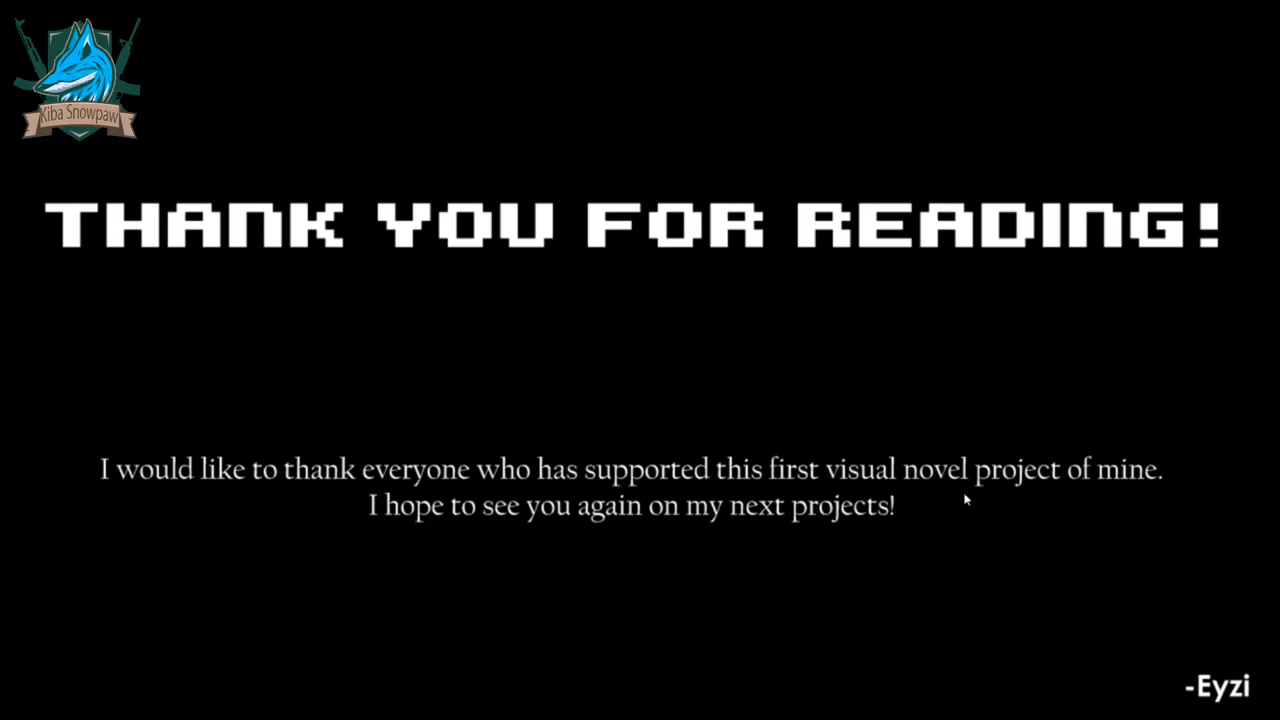 Kiba Snowpaw
THANK YOU FOR READING!
I would like to thank everyone who has supported this first visual novel project of mine.
I hope to see you again on my next projects!
-Eyzi